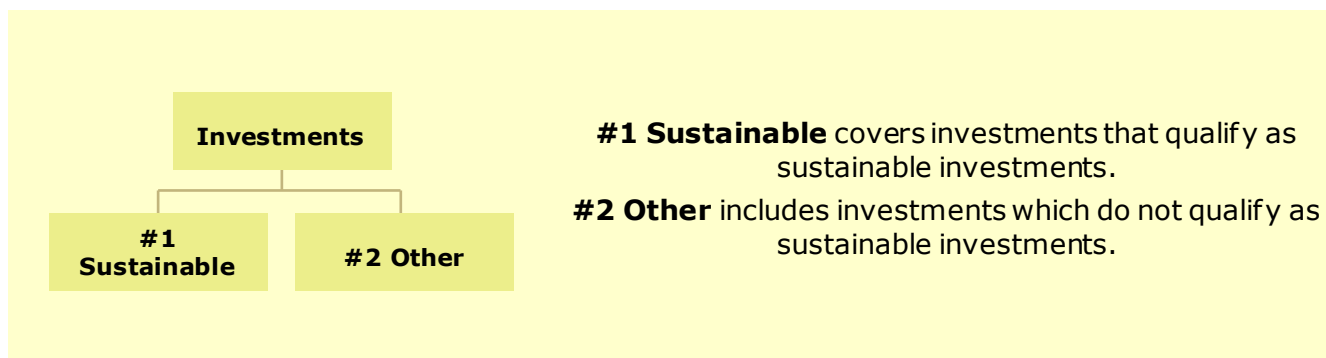 Investments
#1
Sustainable
#2 Other
#1 Sustainable covers investments that qualify as
sustainable investments.
#2 Other includes investments which do not qualify as
sustainable investments.